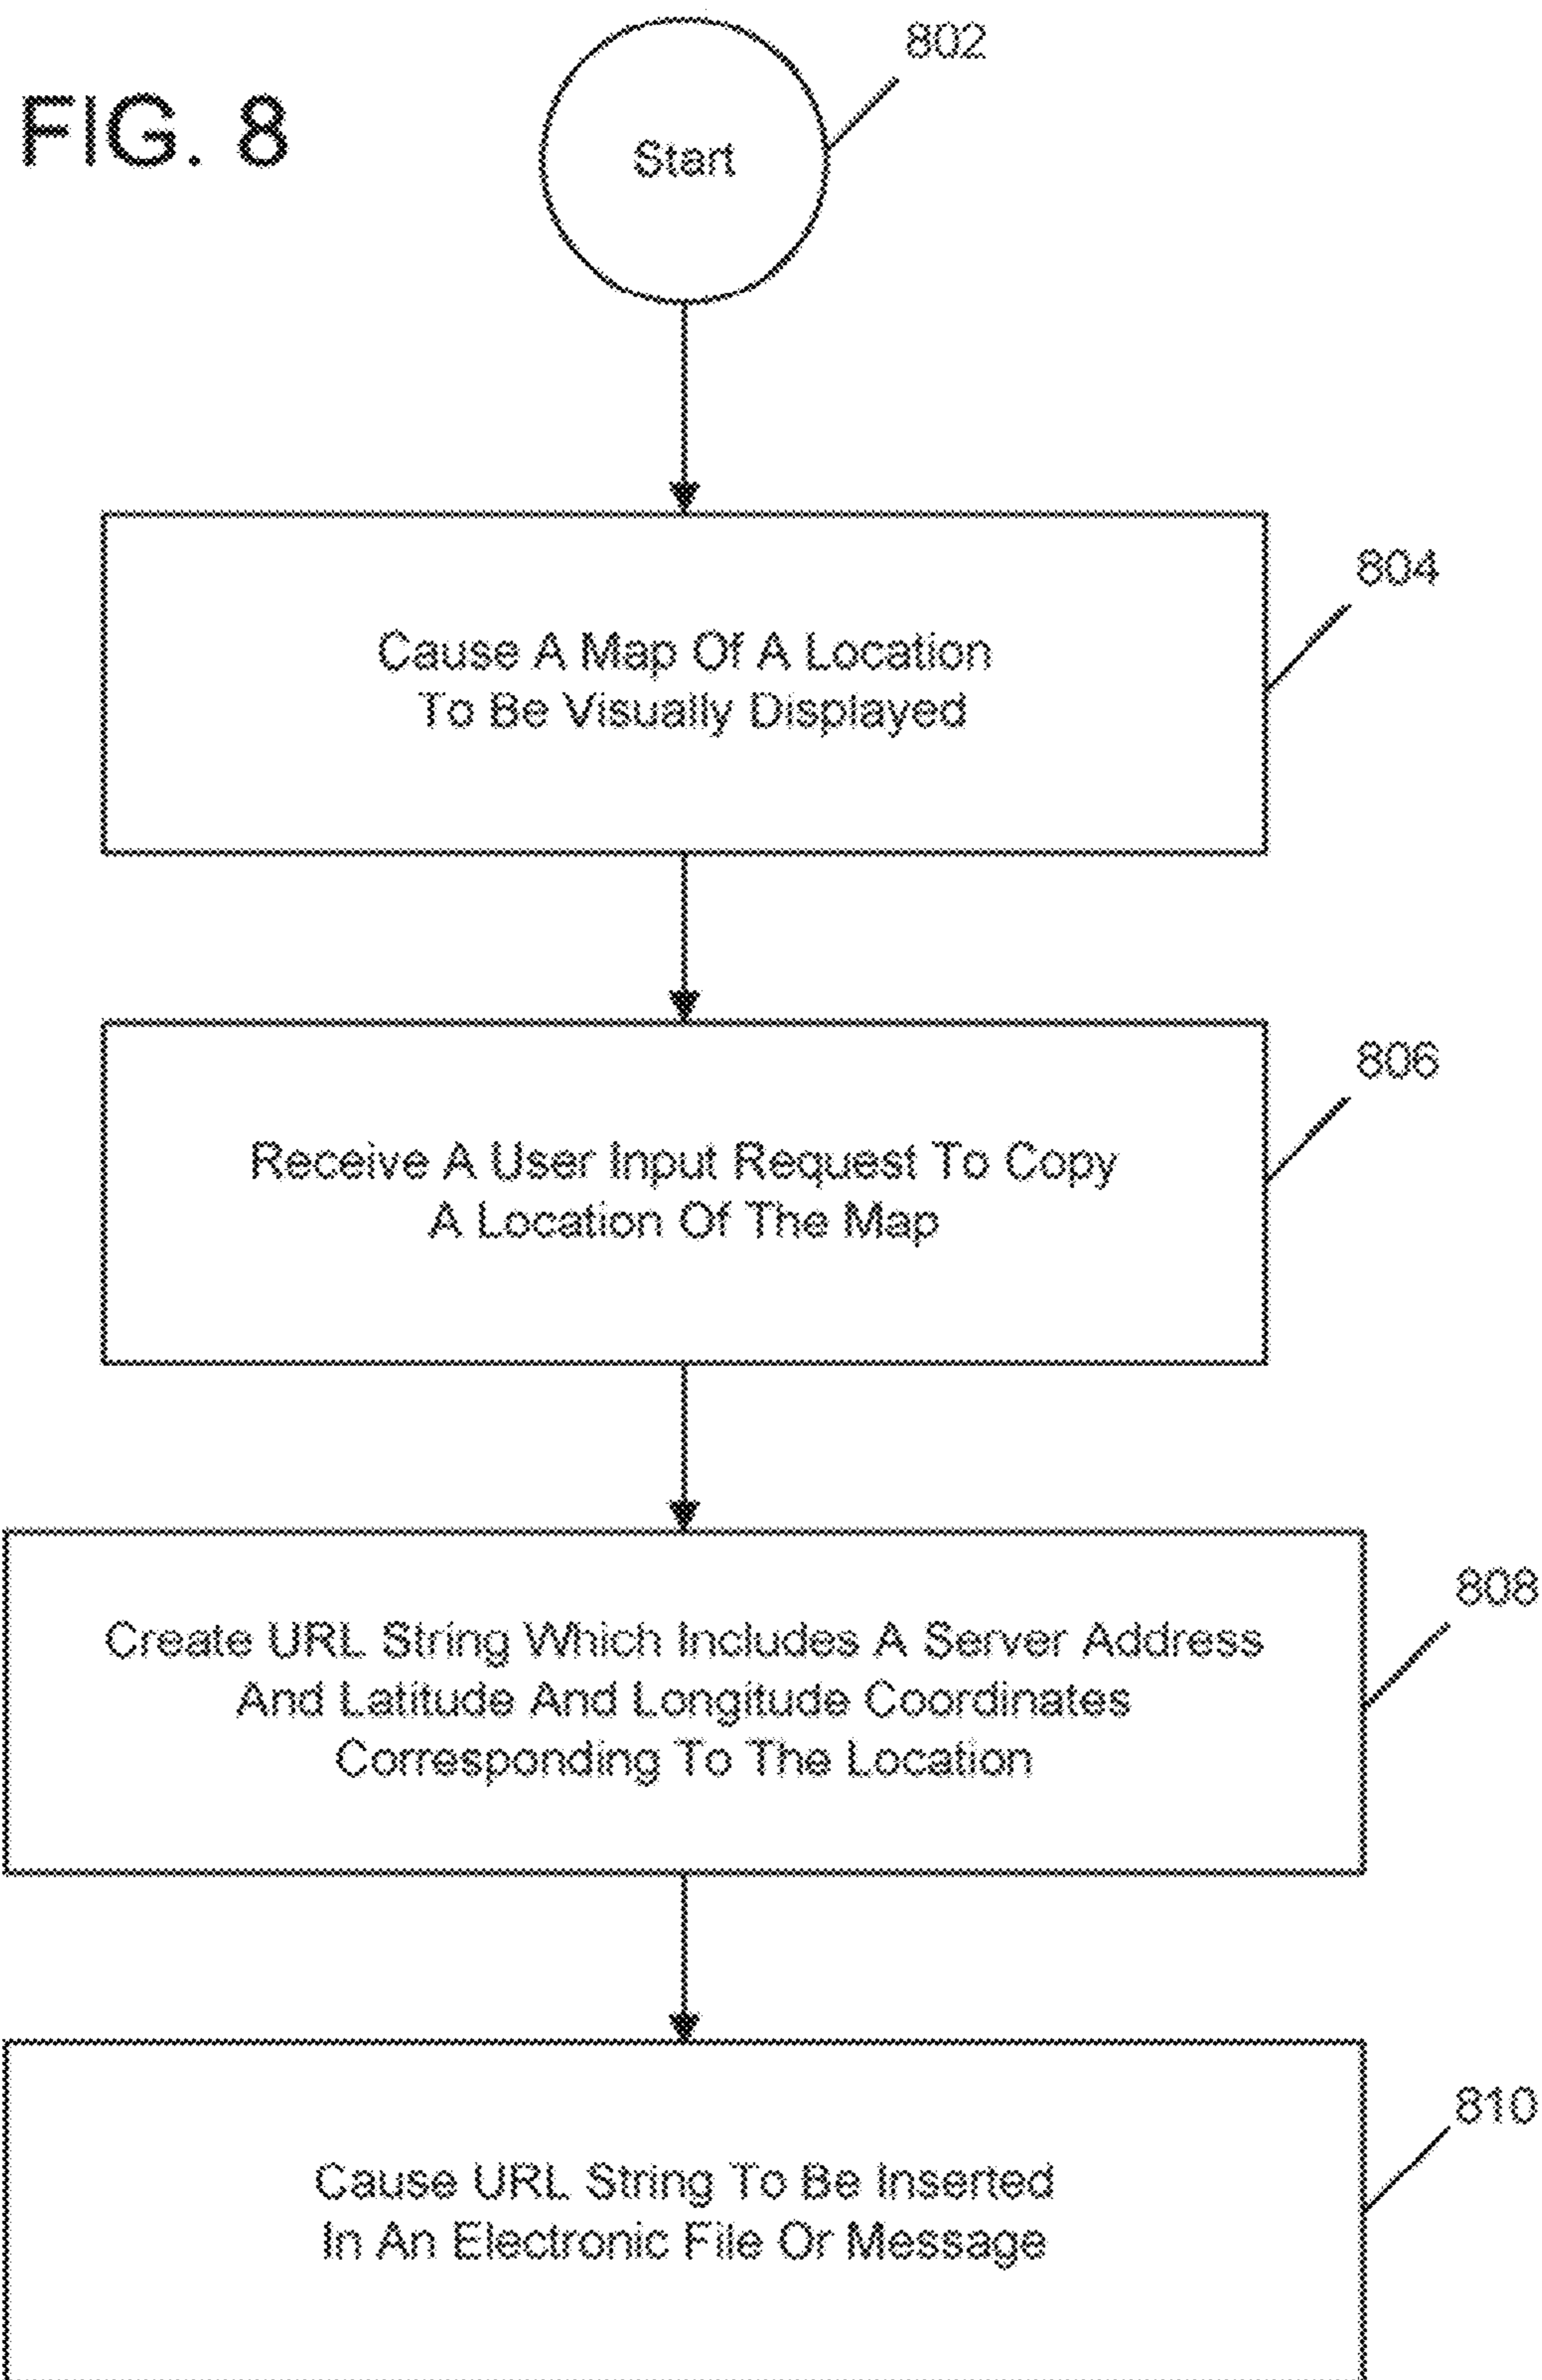 FIG. 8
802
Start
804
Cause A Map Of A Location
To Be Visually Displayed
806
Receive A User Input Request To Copy
A Location Of The Map
808
Create URL String Which Includes A Server Address
And Latitude And Longitude Coordinates
Corresponding To The Location
810
Cause URL String To Be Inserted
In An Electronic File Or Message